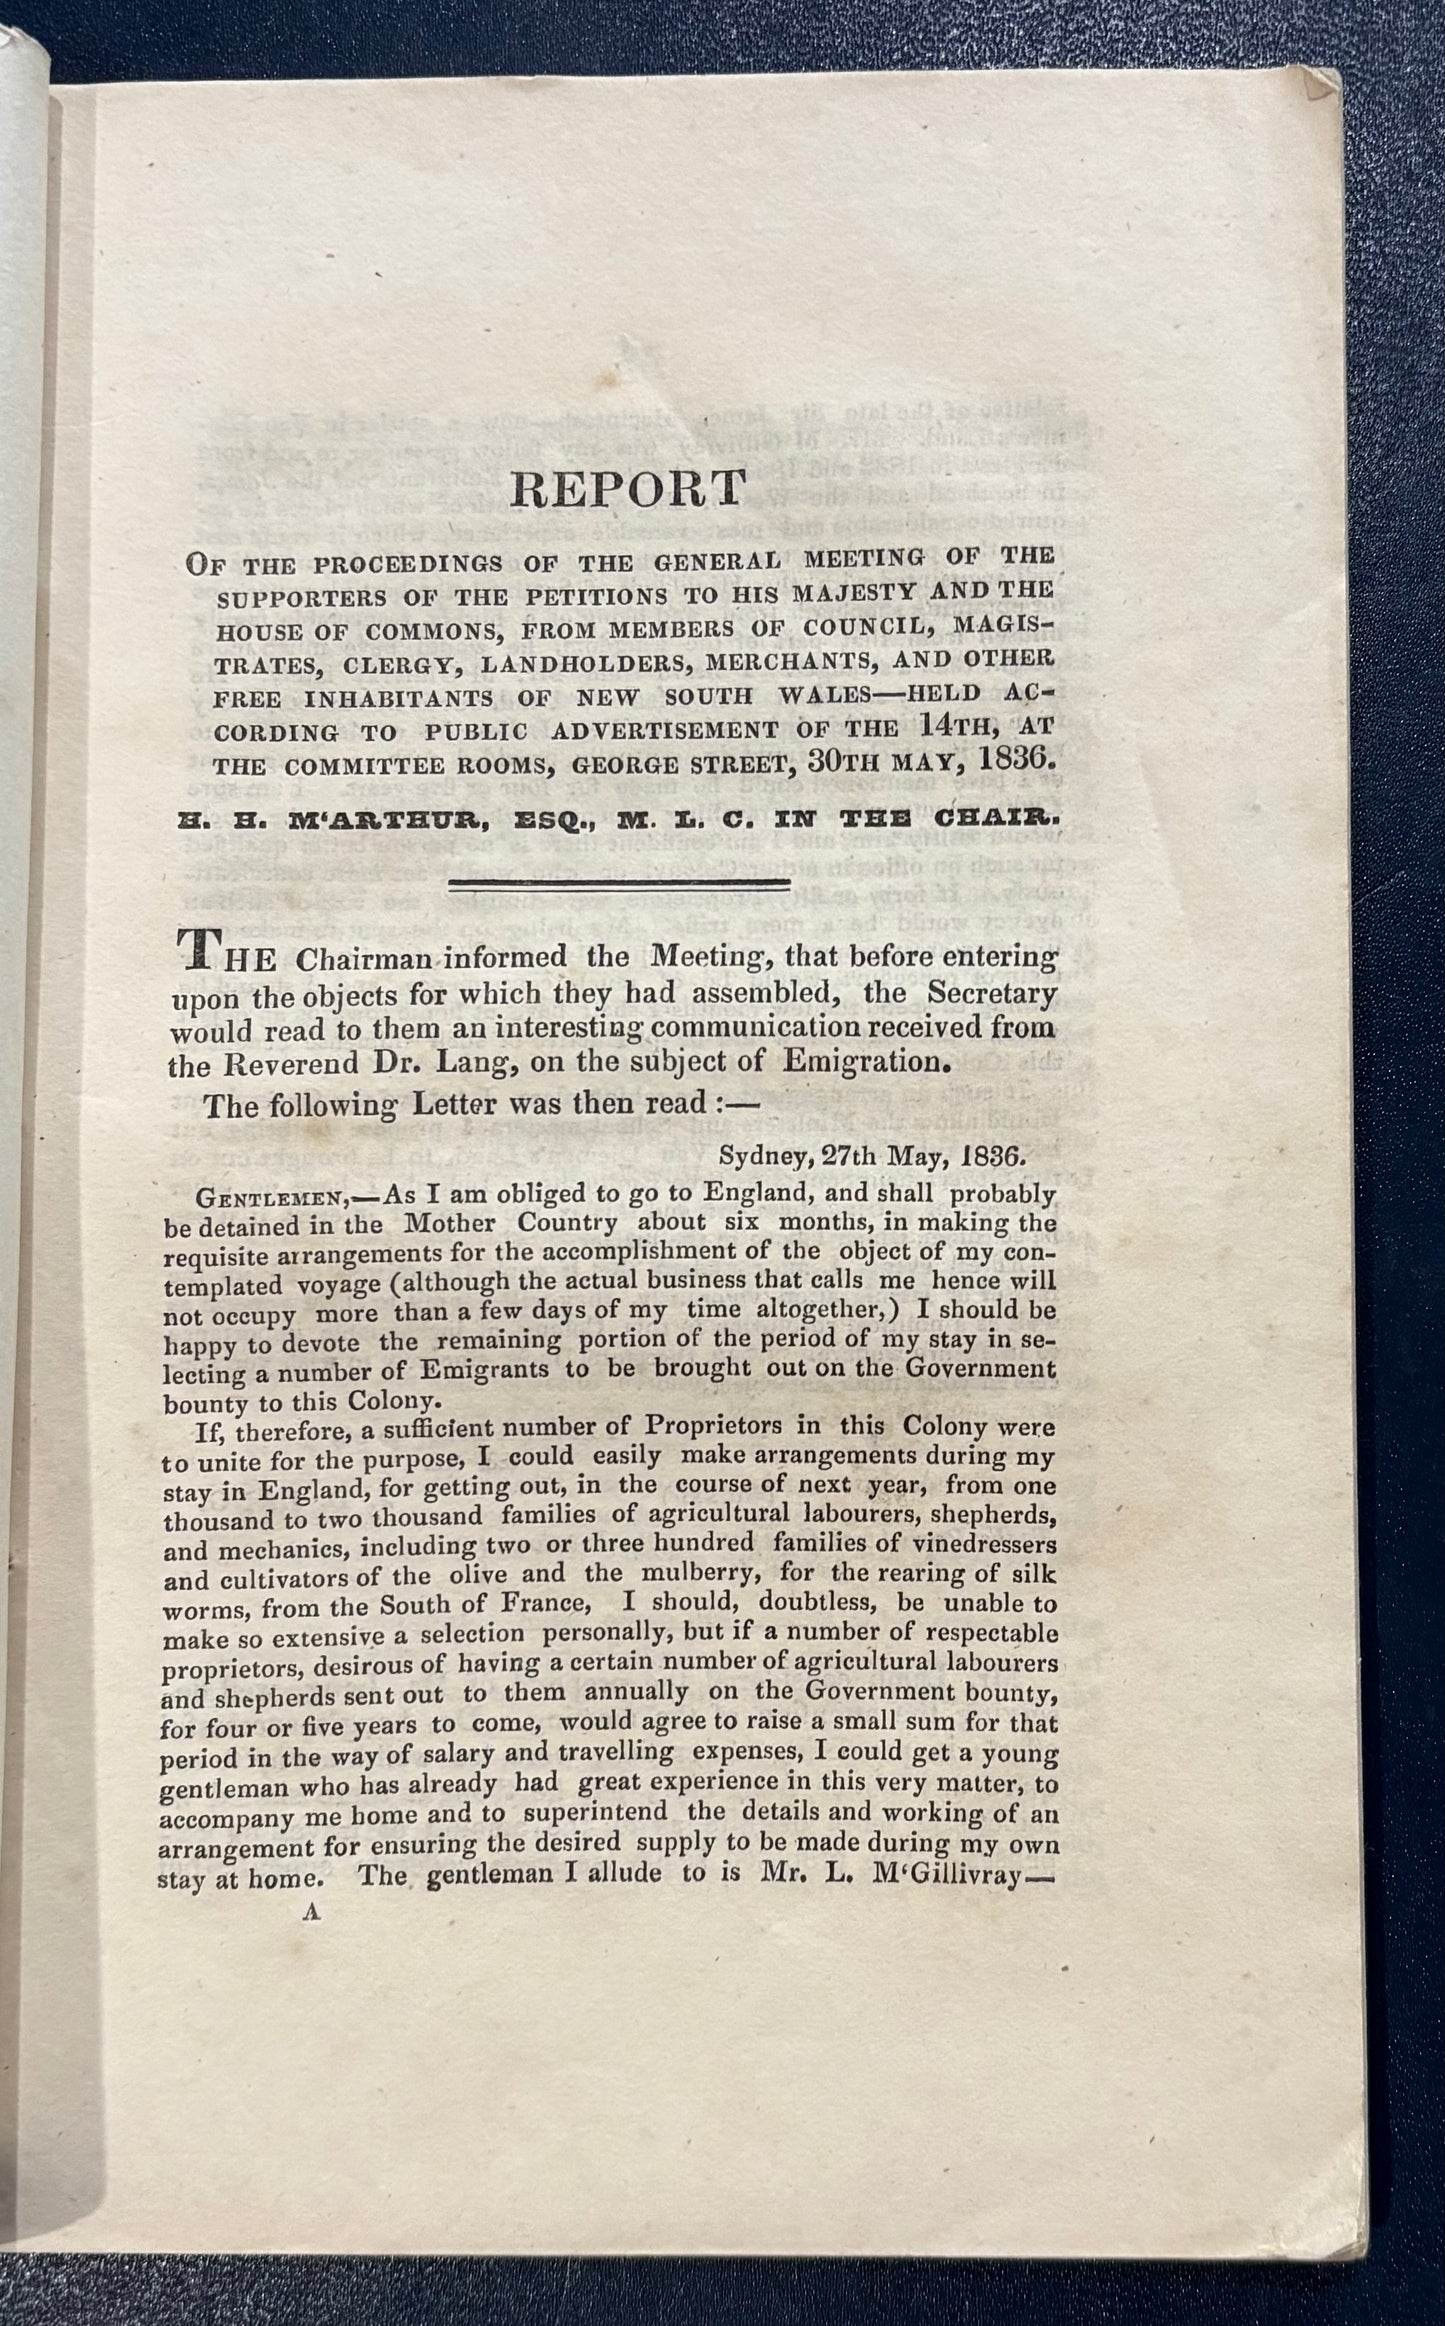 REPORT
OF THE PROCEEDINGS OF THE GENERAL MEETING OF THE
SUPPORTERS OF THE PETITIONS TO HIS MAJESTY AND THE
HOUSE OF COMMONS, FROM MEMBERS OF COUNCIL, MAGIS-
TRATES, CLERGY, LANDHOLDERS, MERCHANTS, AND OTHER
FREE INHABITANTS OF NEW SOUTH WALES—HELD AC-
CORDING TO PUBLIC ADVERTISEMENT OF THE 14TH, AT
THE COMMITTEE ROOMS, GEORGE STREET, 30TH MAY, 1836.
H. H. M‘ARTHUR, ESQ., M. L. C. IN THE CHAIR.
THE Chairman informed the Meeting, that before entering
upon the objects for which they had assembled, the Secretary
would read to them an interesting communication received from
the Reverend Dr. Lang, on the subject of Emigration.
The following Letter was then read :—
Sydney, 27th May, 1836.
GENTLEMEN,—As I am obliged to go to England, and shall probably
be detained in the Mother Country about six months, in making the
requisite arrangements for the accomplishment of the object of my con-
templated voyage (although the actual business that calls me hence will
not occupy more than a few days of my time altogether,) I should be
happy to devote the remaining portion of the period of my stay in se-
lecting a number of Emigrants to be brought out on the Government
bounty to this Colony.
If, therefore, a sufficient number of Proprietors in this Colony were
to unite for the purpose, I could easily make arrangements during my
stay in England, for getting out, in the course of next year, from one
thousand to two thousand families of agricultural labourers, shepherds,
and mechanics, including two or three hundred families of vinedressers
and cultivators of the olive and the mulberry, for the rearing of silk
worms, from the South of France, I should, doubtless, be unable to
make so extensive a selection personally, but if a number of respectable
proprietors, desirous of having a certain number of agricultural labourers
and shepherds sent out to them annually on the Government bounty,
for four or five years to come, would agree to raise a small sum for that
period in the way of salary and travelling expenses, I could get a young
gentleman who has already had great experience in this very matter, to
accompany me home and to superintend the details and working of an
arrangement for ensuring the desired supply to be made during my own
stay at home. The gentleman I allude to is Mr. L. M‘Gillivray—
A